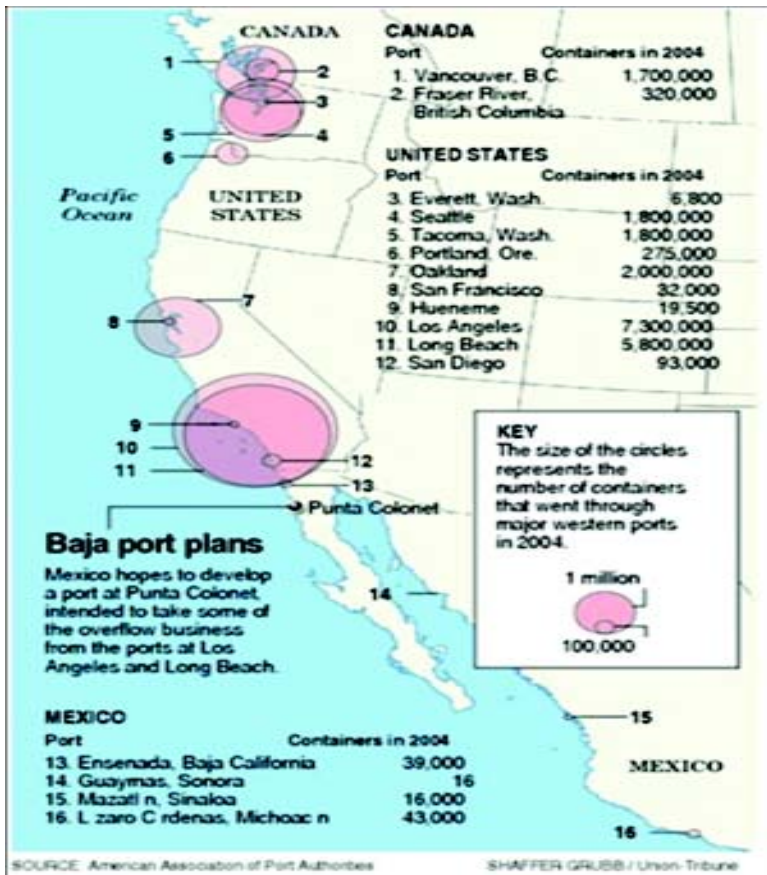 CANADA
1
2
3
5
4
6
Pacific
Ocean
UNITED
STATES
7
8
9
10
11
12
13
Punta Colonet
14
15
MEXICO
16
CANADA
Port Containers in 2004
1. Vancouver, B.C. 1,700,000
2. Fraser River, 320,000
British Columbia
UNITED STATES
Port Containers in 2004
3. Everett, Wash. 6,800
4. Seattle 1,800,000
5. Tacoma, Wash. 1,800,000
6. Portland, Ore. 275,000
7. Oakland 2,000,000
8. San Francisco 32,000
9. Hueneme 19,500
10. Los Angeles 7,300,000
11. Long Beach 5,800,000
12. San Diego 93,000
KEY
The size of the circles
represents the
number of containers
that went through
major western ports
in 2004.
1 million
100,000
Baja port plans
Mexico hopes to develop
a port at Punta Colonet,
intended to take some of
the overflow business
from the ports at Los
Angeles and Long Beach.
MEXICO
Port Containers in 2004
13. Ensenada, Baja California 39,000
14. Guaymas, Sonora 16
15. Mazatl n, Sinaloa 16,000
16. L zaro C rdenas, Michoac n 43,000
SOURCE: American Association of Port Authorities
SHAFFER GRUBB / Union-Tribune